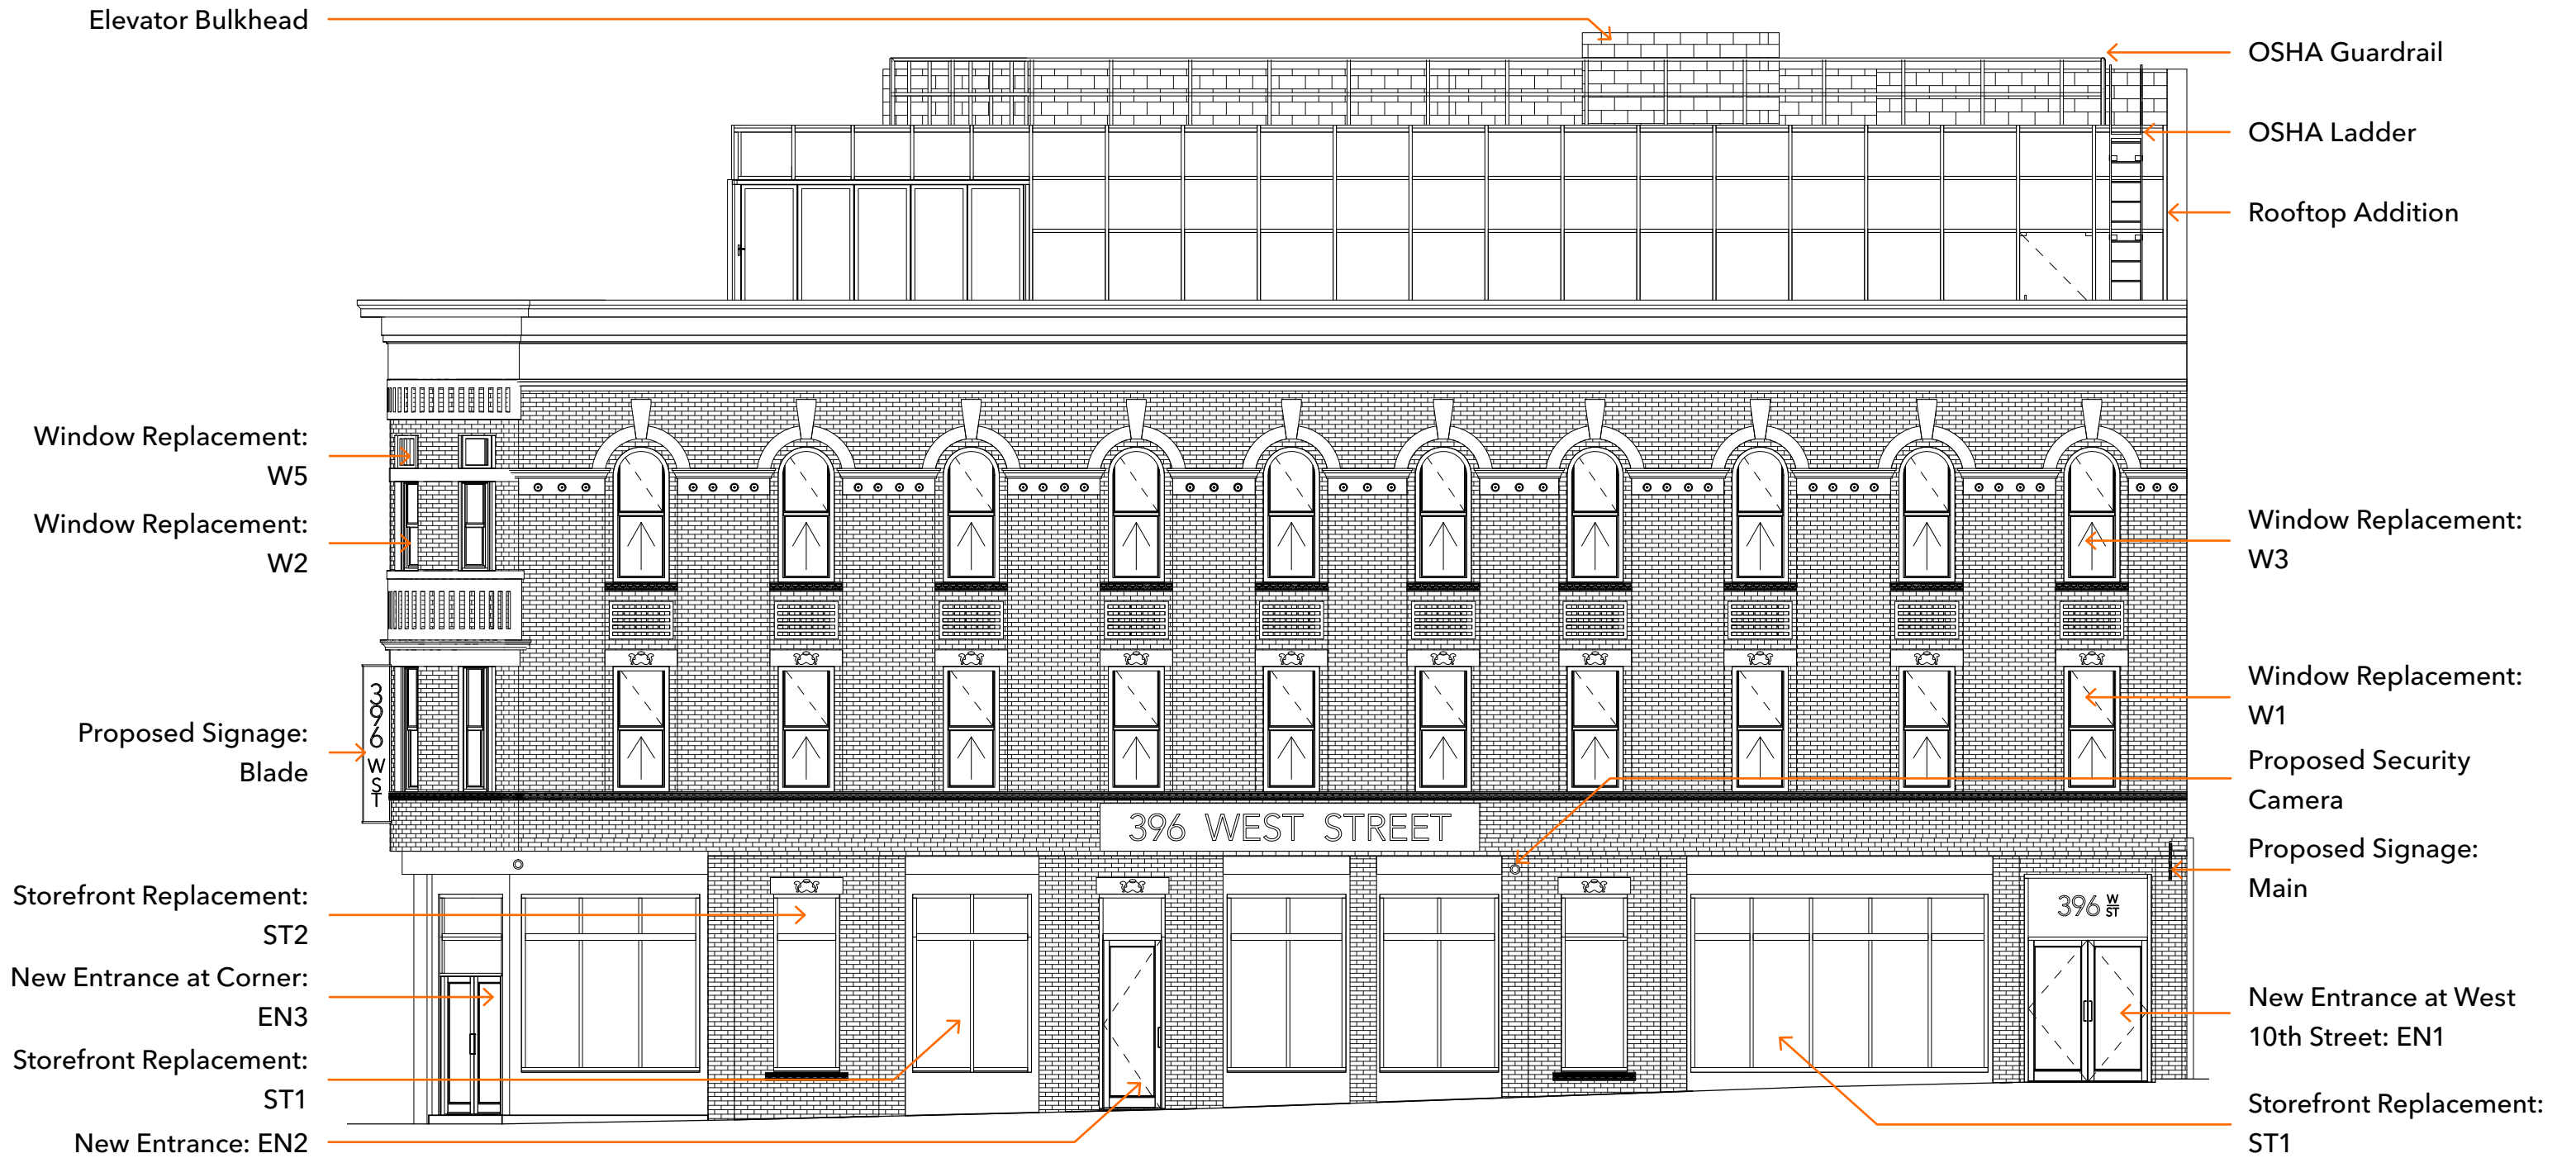 Elevator Bulkhead
OSHA Guardrail
OSHA Ladder
Rooftop Addition
Window Replacement:
W5
Window Replacement:
W2
Window Replacement:
W3
Window Replacement:
W1
396 W ST
Proposed Signage:
Blade
Proposed Security
Camera
396 WEST STREET
Proposed Signage:
Main
Storefront Replacement:
ST2
396 W ST
New Entrance at Corner:
EN3
New Entrance at West
10th Street: EN1
Storefront Replacement:
ST1
Storefront Replacement:
ST1
New Entrance: EN2